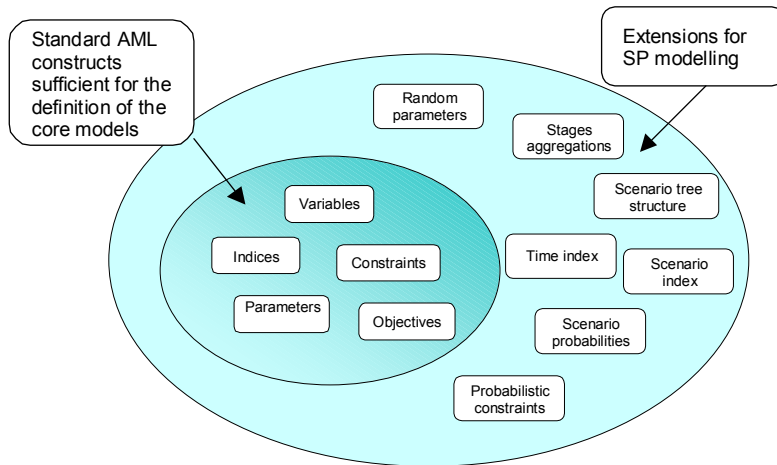 Standard AML
constructs
sufficient for the
definition of the
core models
Extensions for
SP modelling
Random
parameters
Stages
aggregations
Scenario tree
structure
Variables
Indices
Constraints
Time index
Scenario
index
Parameters
Objectives
Scenario
probabilities
Probabilistic
constraints